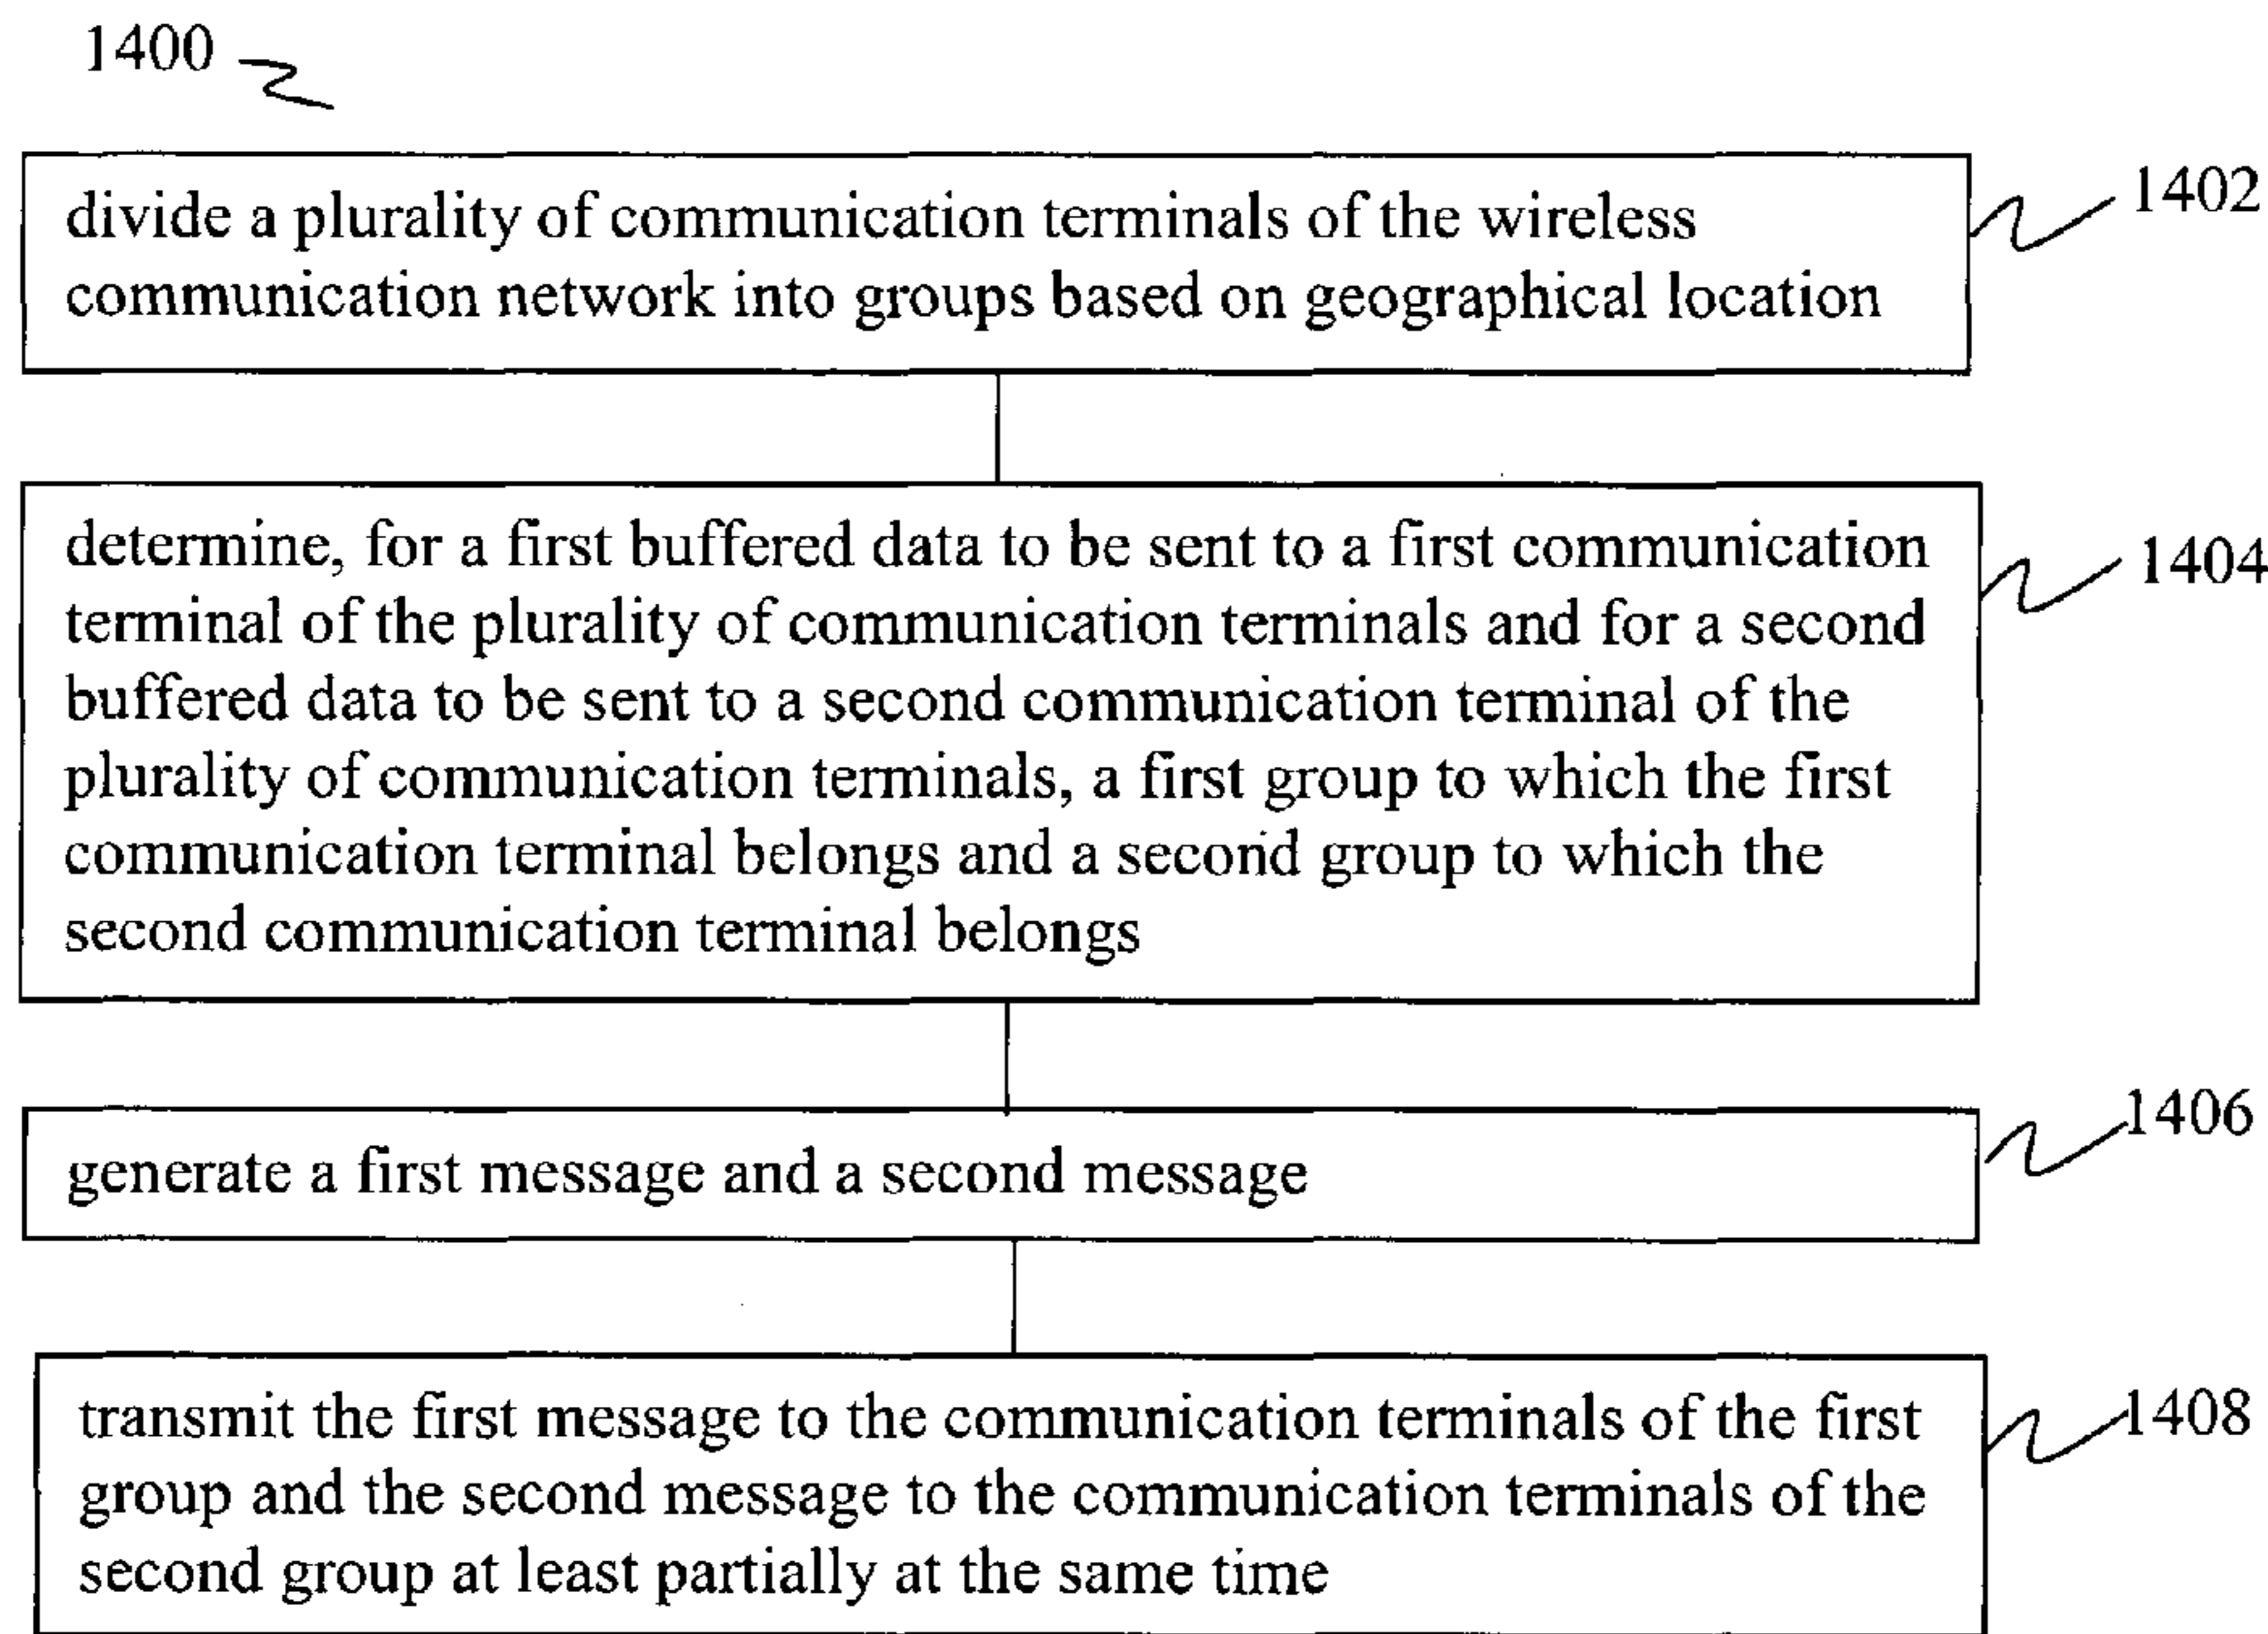 1400
divide a plurality of communication terminals of the wireless
1402
communication network into groups based on geographical location
determine, for a first buffered data to be sent to a first communication
1404
terminal of the plurality of communication terminals and for a second
buffered data to be sent to a second communication terminal of the
plurality of communication terminals, a first group to which the first
communication terminal belongs and a second group to which the
second communication terminal belongs
1406
generate a first message and a second message
transmit the first message to the communication terminals of the first
1408
group and the second message to the communication terminals of the
second group at least partially at the same time